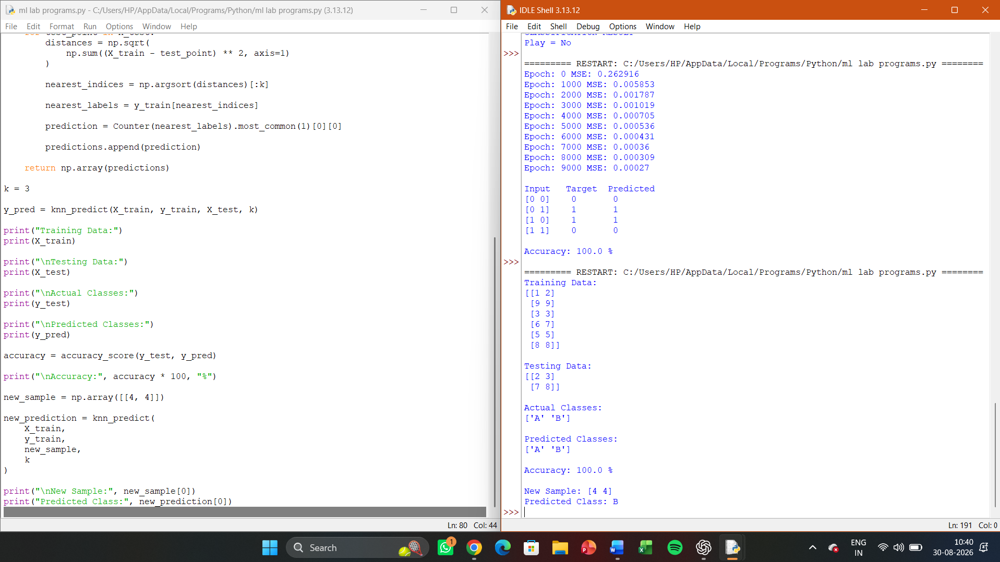 ml lab programs.py - C:/Users/HP/AppData/Local/Programs/Python/ml lab programs.py (3.13.12)
File Edit Format Run Options Window Help
for test_point in X_test:
distances = np.sqrt(
np.sum((X_train - test_point) ** 2, axis=1)
)
nearest_indices = np.argsort(distances)[:k]
nearest_labels = y_train[nearest_indices]
prediction = Counter(nearest_labels).most_common(1)[0][0]
predictions.append(prediction)
return np.array(predictions)
k = 3
y_pred = knn_predict(X_train, y_train, X_test, k)
print("Training Data:")
print(X_train)
print("\nTesting Data:")
print(X_test)
print("\nActual Classes:")
print(y_test)
print("\nPredicted Classes:")
print(y_pred)
accuracy = accuracy_score(y_test, y_pred)
print("\nAccuracy:", accuracy * 100, "%")
new_sample = np.array([[4, 4]])
new_prediction = knn_predict(
X_train,
y_train,
new_sample,
k
)
print("\nNew Sample:", new_sample[0])
print("Predicted Class:", new_prediction[0])
Ln: 80 Col: 44
IDLE Shell 3.13.12
File Edit Shell Debug Options Window Help
CLASSIFICATION RESULT
Play = No
>>>
========= RESTART: C:/Users/HP/AppData/Local/Programs/Python/ml lab programs.py ========
Epoch: 0 MSE: 0.262916
Epoch: 1000 MSE: 0.005853
Epoch: 2000 MSE: 0.001787
Epoch: 3000 MSE: 0.001019
Epoch: 4000 MSE: 0.000705
Epoch: 5000 MSE: 0.000536
Epoch: 6000 MSE: 0.000431
Epoch: 7000 MSE: 0.00036
Epoch: 8000 MSE: 0.000309
Epoch: 9000 MSE: 0.00027
Input Target Predicted
[0 0] 0 0
[0 1] 1 1
[1 0] 1 1
[1 1] 0 0
Accuracy: 100.0 %
>>>
========= RESTART: C:/Users/HP/AppData/Local/Programs/Python/ml lab programs.py ========
Training Data:
[[1 2]
[9 9]
[3 3]
[6 7]
[5 5]
[8 8]]
Testing Data:
[[2 3]
[7 8]]
Actual Classes:
['A' 'B']
Predicted Classes:
['A' 'B']
Accuracy: 100.0 %
New Sample: [4 4]
Predicted Class: B
>>>
Ln: 191 Col: 0
Search
1
ENG
IN
10:40
30-08-2026